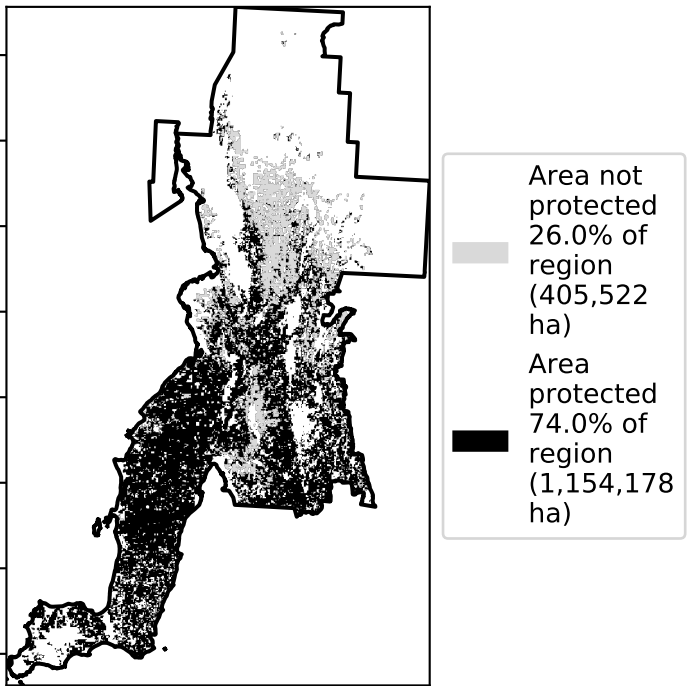 Area not
protected
26.0% of
region
(405,522
ha)
Area
protected
74.0% of
region
(1,154,178
ha)